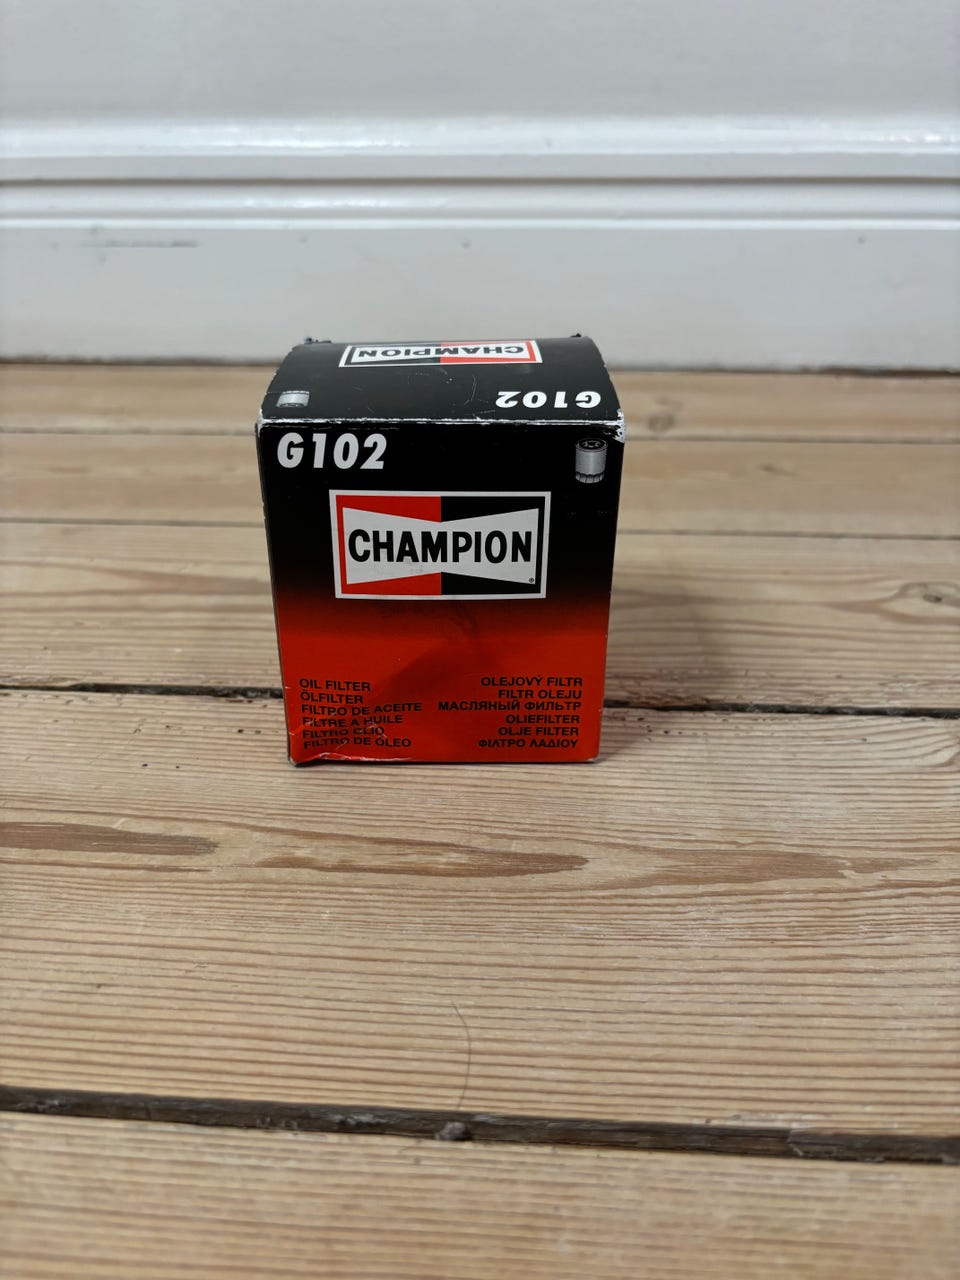 CHAMPION
G102
G102
CHAMPION
®
OIL FILTER
ÖLFILTER
FILTRO DE ACEITE
FILTRE A HUILE
FILTRO OLIO
FILTRO DE ÓLEO
OLEJOVÝ FILTR
FILTR OLEJU
МАСЛЯНЫЙ ФИЛЬТР
OLIEFILTER
OLJE FILTER
ΦΙΛΤΡΟ ΛΑΔΙΟΥ